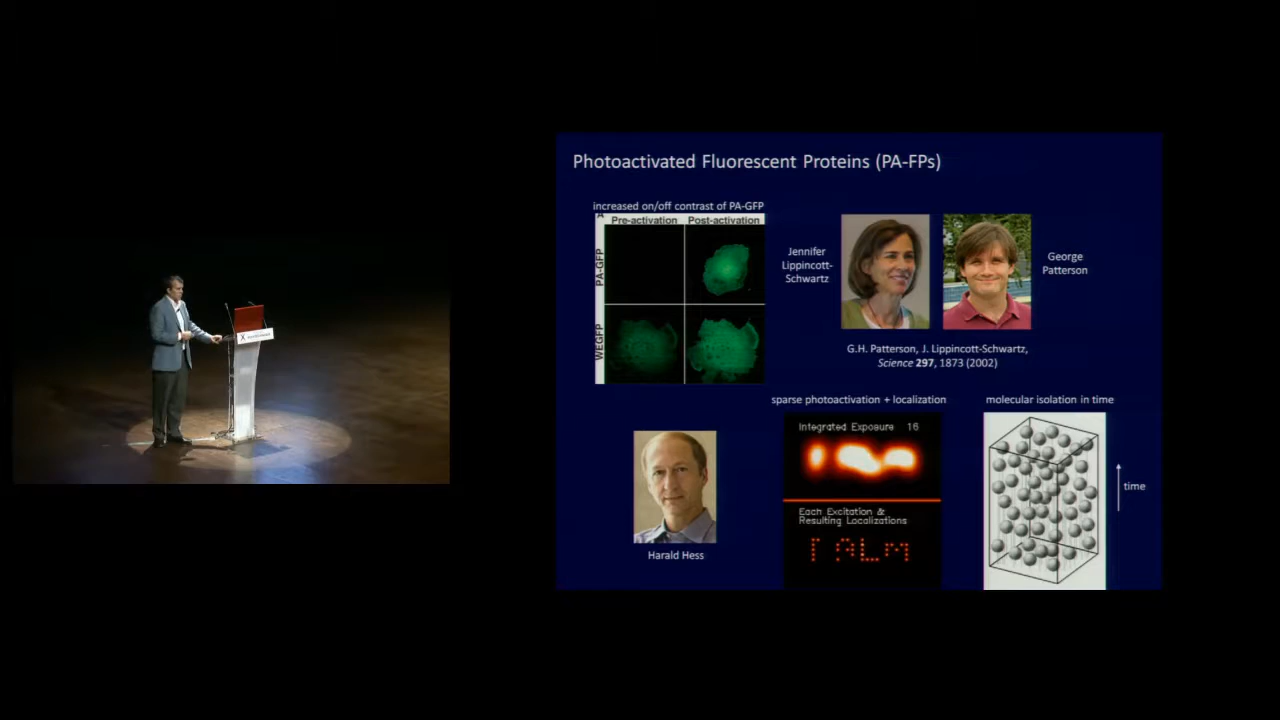 Photoactivated Fluorescent Proteins (PA-FPs)
increased on/off contrast of PA-GFP
A
Pre-activation Post-activation
PA-GFP
Jennifer
Lippincott-
Schwartz
George
Patterson
G.H. Patterson, J. Lippincott-Schwartz,
Science 297, 1873 (2002)
sparse photoactivation + localization
molecular isolation in time
Integrated Exposure 16
time
Each Excitation &
Resulting Localizations
Harald Hess
X